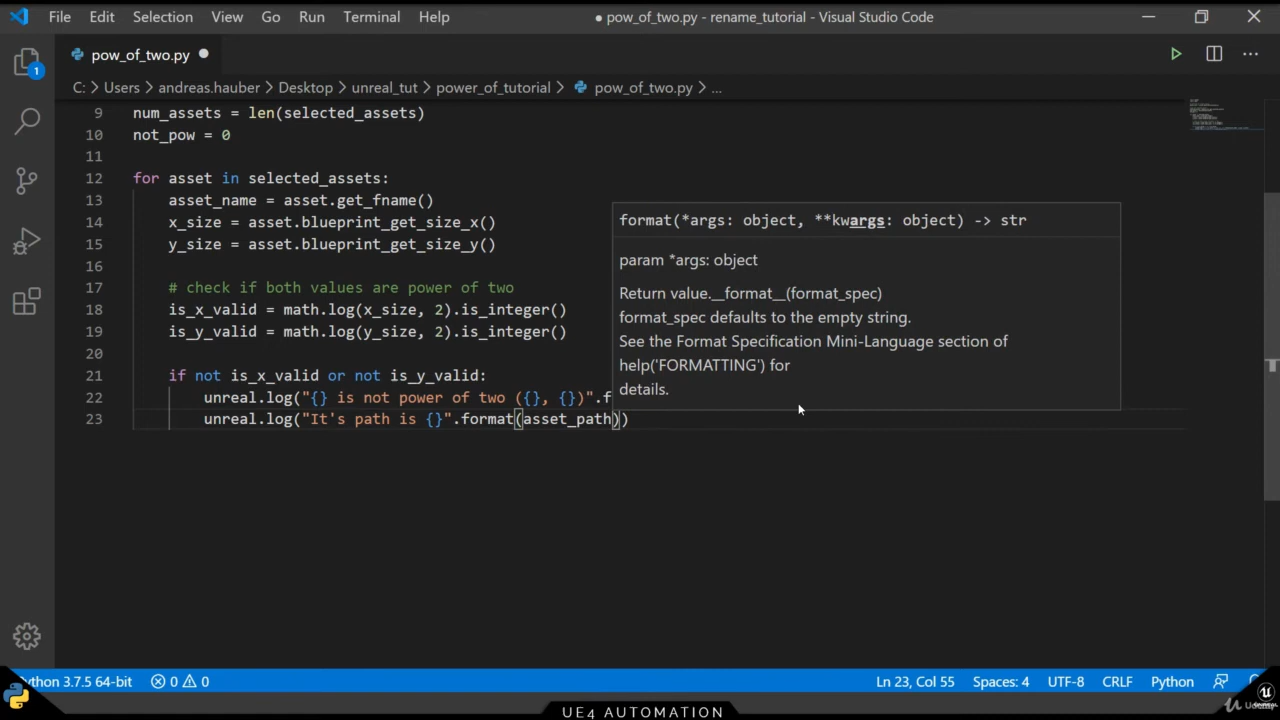 File Edit Selection View Go Run Terminal Help
● pow_of_two.py - rename_tutorial - Visual Studio Code
pow_of_two.py ●
1
C: > Users > andreas.hauber > Desktop > unreal_tut > power_of_tutorial > pow_of_two.py > ...
9 num_assets = len(selected_assets)
10 not_pow = 0
11
12 for asset in selected_assets:
13 asset_name = asset.get_fname()
14 x_size = asset.blueprint_get_size_x()
15 y_size = asset.blueprint_get_size_y()
16
17 # check if both values are power of two
18 is_x_valid = math.log(x_size, 2).is_integer()
19 is_y_valid = math.log(y_size, 2).is_integer()
20
21 if not is_x_valid or not is_y_valid:
22 unreal.log("{} is not power of two ({}, {})".f
23 unreal.log("It's path is {}".format(asset_path))
format(*args: object, **kwargs: object) -> str
param *args: object
Return value.__format__(format_spec)
format_spec defaults to the empty string.
See the Format Specification Mini-Language section of
help('FORMATTING') for
details.
ython 3.7.5 64-bit 0 0 Ln 23, Col 55 Spaces: 4 UTF-8 CRLF Python
UE4 AUTOMATION